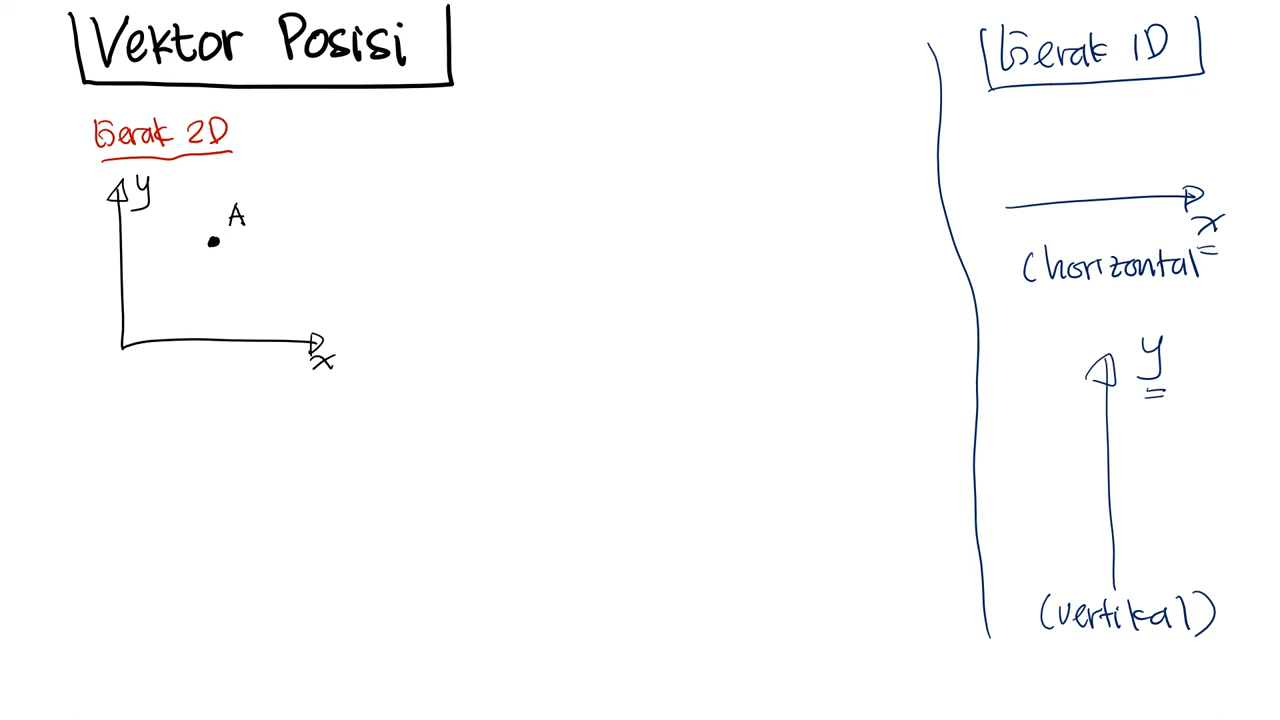 Vektor Posisi
Gerak 2D
y
A
x
Gerak 1D
x
(horizontal
y
(vertikal)